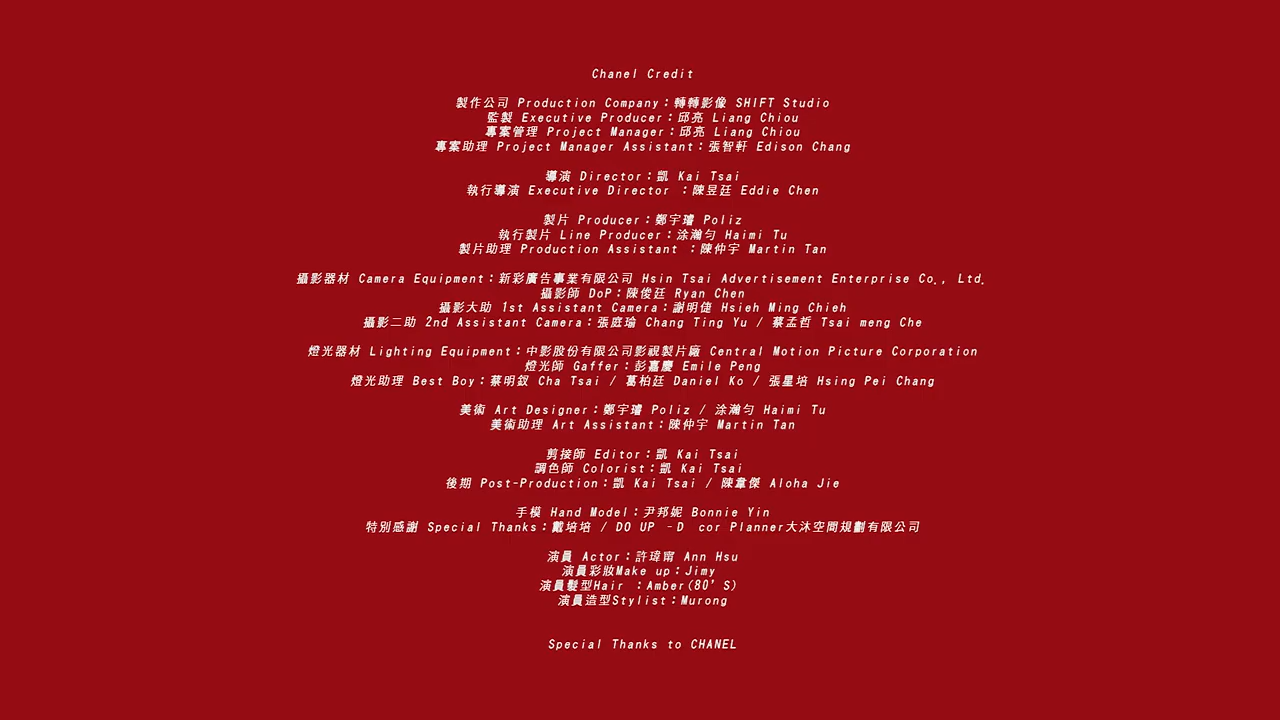 Chanel Credit
製作公司 Production Company：轉轉影像 SHIFT Studio
監製 Executive Producer：邱亮 Liang Chiou
專案管理 Project Manager：邱亮 Liang Chiou
專案助理 Project Manager Assistant：張智軒 Edison Chang
導演 Director：凱 Kai Tsai
執行導演 Executive Director ：陳昱廷 Eddie Chen
製片 Producer：鄭宇璿 Poliz
執行製片 Line Producer：涂瀚勻 Haimi Tu
製片助理 Production Assistant ：陳仲宇 Martin Tan
攝影器材 Camera Equipment：新彩廣告事業有限公司 Hsin Tsai Advertisement Enterprise Co., Ltd.
攝影師 DoP：陳俊廷 Ryan Chen
攝影大助 1st Assistant Camera：謝明倢 Hsieh Ming Chieh
攝影二助 2nd Assistant Camera：張庭瑜 Chang Ting Yu / 蔡孟哲 Tsai meng Che
燈光器材 Lighting Equipment：中影股份有限公司影視製片廠 Central Motion Picture Corporation
燈光師 Gaffer：彭嘉慶 Emile Peng
燈光助理 Best Boy：蔡明釵 Cha Tsai / 葛柏廷 Daniel Ko / 張星培 Hsing Pei Chang
美術 Art Designer：鄭宇璿 Poliz / 涂瀚勻 Haimi Tu
美術助理 Art Assistant：陳仲宇 Martin Tan
剪接師 Editor：凱 Kai Tsai
調色師 Colorist：凱 Kai Tsai
後期 Post-Production：凱 Kai Tsai / 陳韋傑 Aloha Jie
手模 Hand Model：尹邦妮 Bonnie Yin
特別感謝 Special Thanks：戴培培 / DO UP -D cor Planner大沐空間規劃有限公司
演員 Actor：許瑋甯 Ann Hsu
演員彩妝Make up：Jimy
演員髮型Hair ：Amber(80'S)
演員造型Stylist：Murong
Special Thanks to CHANEL